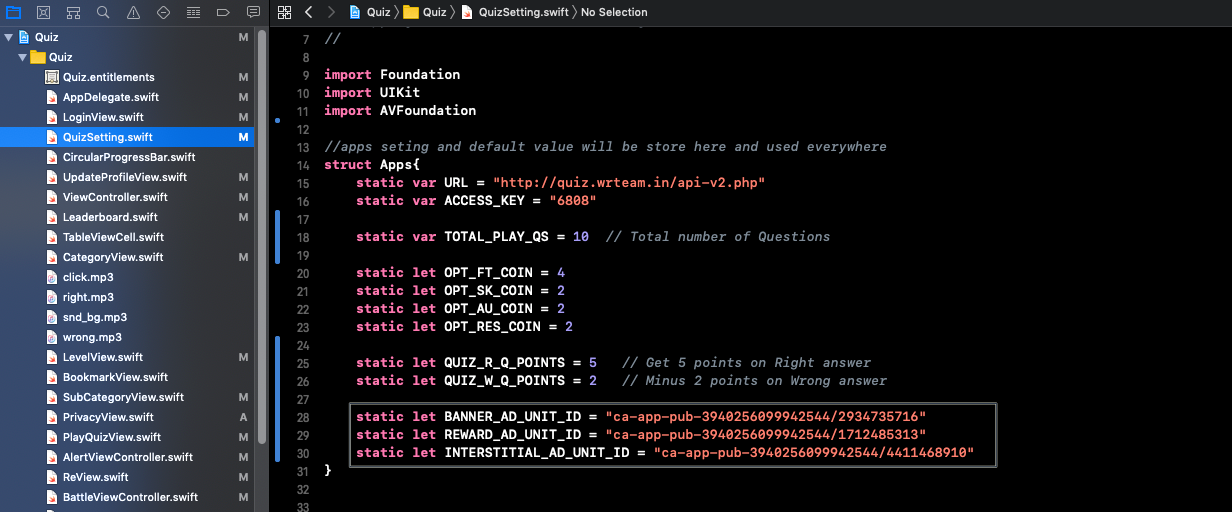 Quiz 〉 Quiz 〉 QuizSetting.swift 〉 No Selection
Quiz M
Quiz
Quiz.entitlements M
AppDelegate.swift M
LoginView.swift M
QuizSetting.swift M
CircularProgressBar.swift
UpdateProfileView.swift M
ViewController.swift M
Leaderboard.swift M
TableViewCell.swift
CategoryView.swift M
click.mp3
right.mp3
snd_bg.mp3
wrong.mp3
LevelView.swift M
BookmarkView.swift
SubCategoryView.swift M
PrivacyView.swift A
PlayQuizView.swift M
AlertViewController.swift M
ReView.swift M
BattleViewController.swift M
7 //
8
9 import Foundation
10 import UIKit
11 import AVFoundation
12
13 //apps seting and default value will be store here and used everywhere
14 struct Apps{
15 static var URL = "http://quiz.wrteam.in/api-v2.php"
16 static var ACCESS_KEY = "6808"
17
18 static var TOTAL_PLAY_QS = 10 // Total number of Questions
19
20 static let OPT_FT_COIN = 4
21 static let OPT_SK_COIN = 2
22 static let OPT_AU_COIN = 2
23 static let OPT_RES_COIN = 2
24
25 static let QUIZ_R_Q_POINTS = 5 // Get 5 points on Right answer
26 static let QUIZ_W_Q_POINTS = 2 // Minus 2 points on Wrong answer
27
28 static let BANNER_AD_UNIT_ID = "ca-app-pub-3940256099942544/2934735716"
29 static let REWARD_AD_UNIT_ID = "ca-app-pub-3940256099942544/1712485313"
30 static let INTERSTITIAL_AD_UNIT_ID = "ca-app-pub-3940256099942544/4411468910"
31 }
32
33